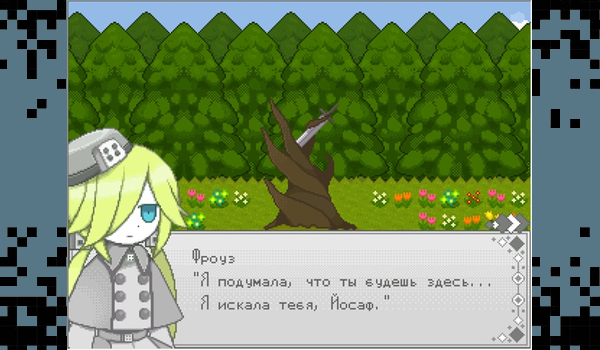 Фроуз
"Я подумала, что ты будешь здесь...
Я искала тебя, Йосаф."